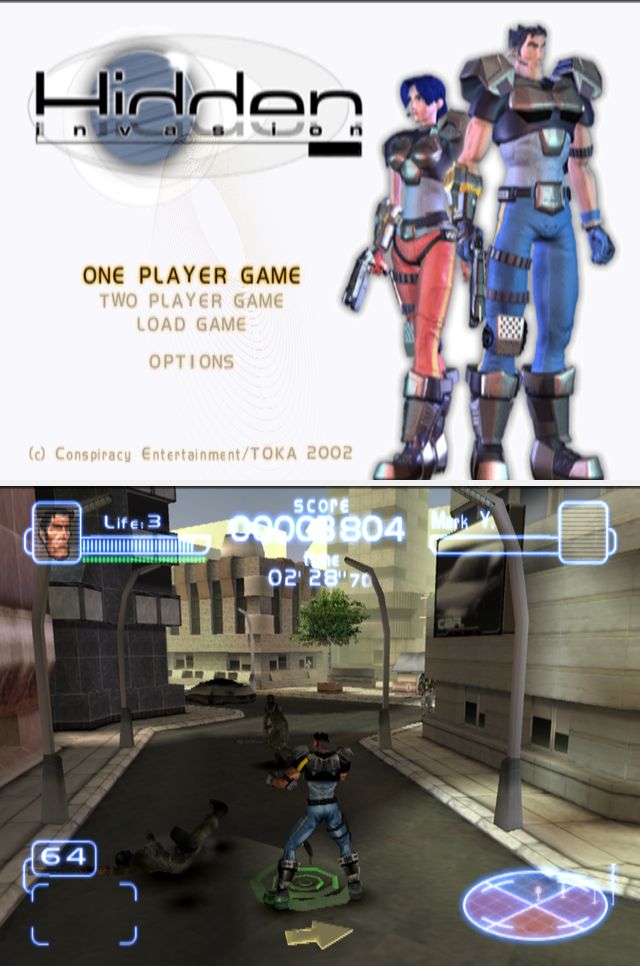 Hidden
invasion
ONE PLAYER GAME
TWO PLAYER GAME
LOAD GAME
OPTIONS
(c) Conspiracy Entertainment/TOKA 2002
SCORE
Life:3
00003804
Mark Y.
Time
02'28"70
64